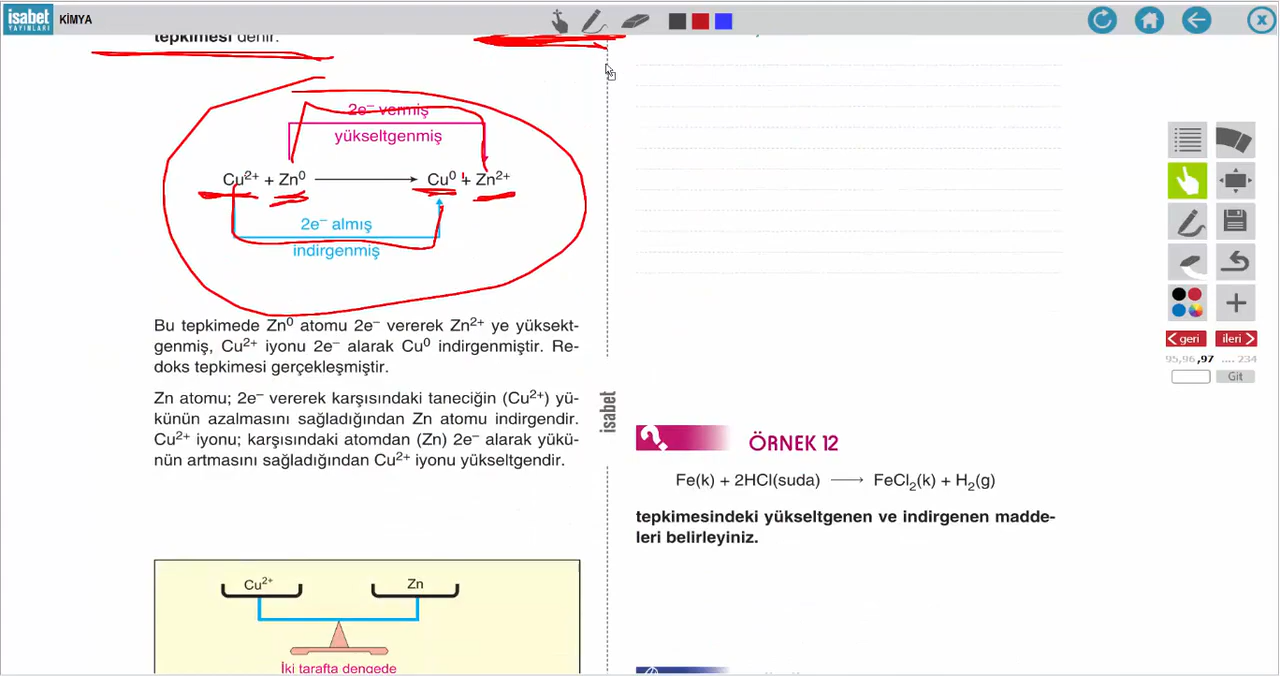 isabet
YAYINLARI
KİMYA
tepkimesi denir.
2e⁻ vermiş
yükseltgenmiş
Cu²⁺ + Zn⁰ ⟶ Cu⁰ + Zn²⁺
2e⁻ almış
indirgenmiş
Bu tepkimede Zn⁰ atomu 2e⁻ vererek Zn²⁺ ye yüksekt-
genmiş, Cu²⁺ iyonu 2e⁻ alarak Cu⁰ indirgenmiştir. Re-
doks tepkimesi gerçekleşmiştir.
Zn atomu; 2e⁻ vererek karşısındaki taneciğin (Cu²⁺) yü-
künün azalmasını sağladığından Zn atomu indirgendir.
Cu²⁺ iyonu; karşısındaki atomdan (Zn) 2e⁻ alarak yükü-
nün artmasını sağladığından Cu²⁺ iyonu yükseltgendir.
Cu²⁺
Zn
İki tarafta dengede
isabet
ÖRNEK 12
Fe(k) + 2HCl(suda) ⟶ FeCl₂(k) + H₂(g)
tepkimesindeki yükseltgenen ve indirgenen madde-
leri belirleyiniz.
geri
ileri
95,96,97 .... 234
Git